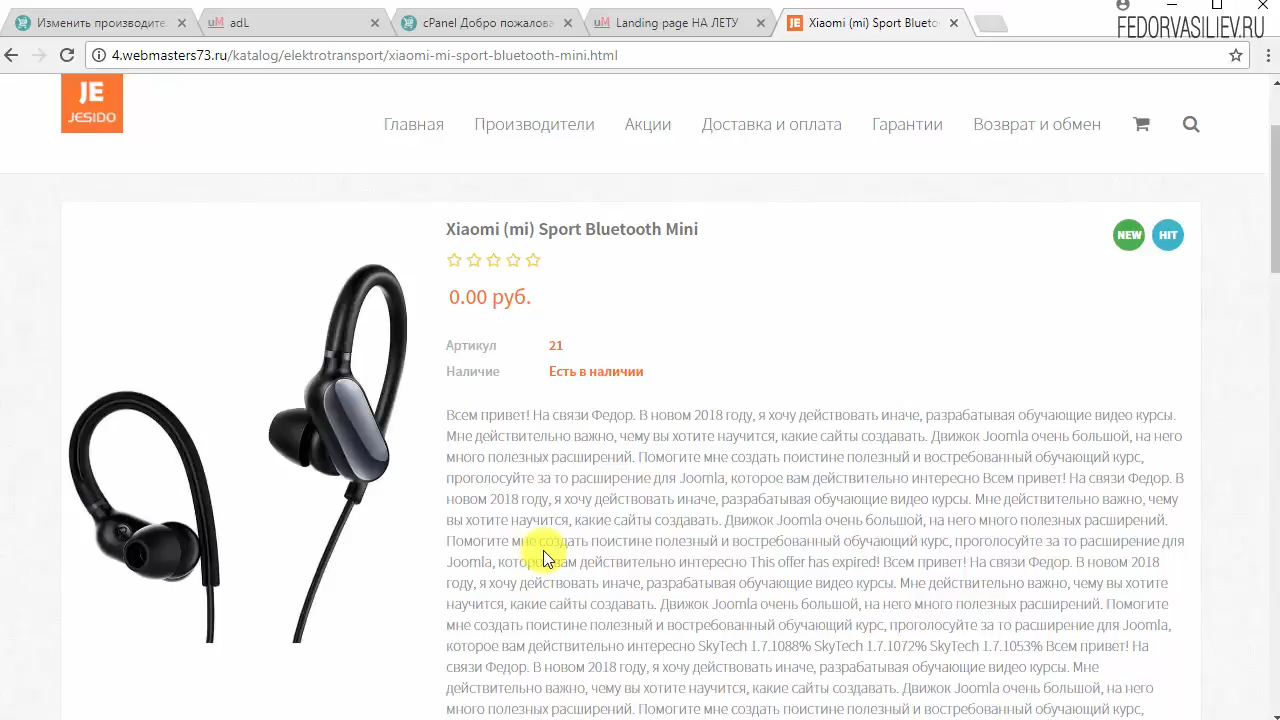 Изменить производите.
uM adL
cPanel Добро пожалова
uM Landing page НА ЛЕТУ
JE Xiaomi (mi) Sport Blueto
FEDORVASILIEV.RU
4.webmasters73.ru/katalog/elektrotransport/xiaomi-mi-sport-bluetooth-mini.html
JE
JESIDO
Главная Производители Акции Доставка и оплата Гарантии Возврат и обмен
Xiaomi (mi) Sport Bluetooth Mini
NEW HIT
0.00 руб.
Артикул 21
Наличие Есть в наличии
Всем привет! На связи Федор. В новом 2018 году, я хочу действовать иначе, разрабатывая обучающие видео курсы.
Мне действительно важно, чему вы хотите научится, какие сайты создавать. Движок Joomla очень большой, на него
много полезных расширений. Помогите мне создать поистине полезный и востребованный обучающий курс,
проголосуйте за то расширение для Joomla, которое вам действительно интересно Всем привет! На связи Федор. В
новом 2018 году, я хочу действовать иначе, разрабатывая обучающие видео курсы. Мне действительно важно, чему
вы хотите научится, какие сайты создавать. Движок Joomla очень большой, на него много полезных расширений.
Помогите мне создать поистине полезный и востребованный обучающий курс, проголосуйте за то расширение для
Joomla, которое вам действительно интересно This offer has expired! Всем привет! На связи Федор. В новом 2018
году, я хочу действовать иначе, разрабатывая обучающие видео курсы. Мне действительно важно, чему вы хотите
научится, какие сайты создавать. Движок Joomla очень большой, на него много полезных расширений. Помогите
мне создать поистине полезный и востребованный обучающий курс, проголосуйте за то расширение для Joomla,
которое вам действительно интересно SkyTech 1.7.1088% SkyTech 1.7.1072% SkyTech 1.7.1053% Всем привет! На
связи Федор. В новом 2018 году, я хочу действовать иначе, разрабатывая обучающие видео курсы. Мне
действительно важно, чему вы хотите научится, какие сайты создавать. Движок Joomla очень большой, на него
много полезных расширений. Помогите мне создать поистине полезный и востребованный обучающий курс,